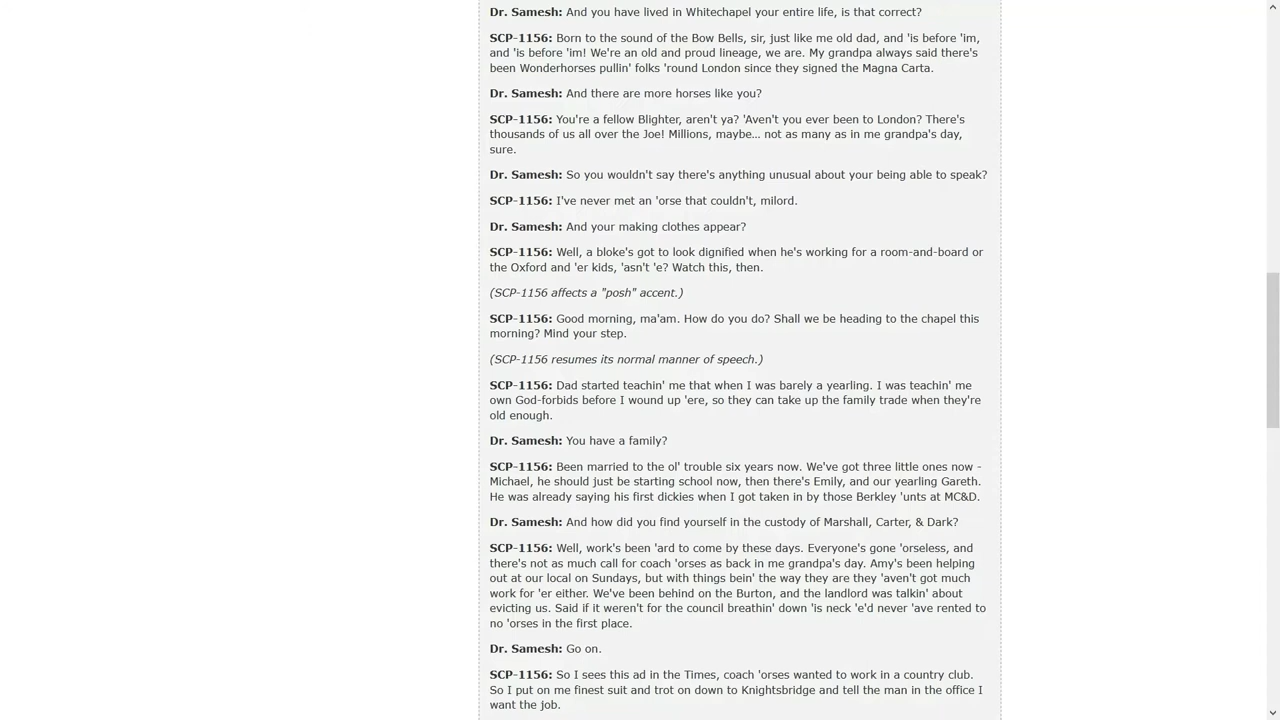 Dr. Samesh: And you have lived in Whitechapel your entire life, is that correct?
SCP-1156: Born to the sound of the Bow Bells, sir, just like me old dad, and 'is before 'im,
and 'is before 'im! We're an old and proud lineage, we are. My grandpa always said there's
been Wonderhorses pullin' folks 'round London since they signed the Magna Carta.
Dr. Samesh: And there are more horses like you?
SCP-1156: You're a fellow Blighter, aren't ya? 'Aven't you ever been to London? There's
thousands of us all over the Joe! Millions, maybe… not as many as in me grandpa's day,
sure.
Dr. Samesh: So you wouldn't say there's anything unusual about your being able to speak?
SCP-1156: I've never met an 'orse that couldn't, milord.
Dr. Samesh: And your making clothes appear?
SCP-1156: Well, a bloke's got to look dignified when he's working for a room-and-board or
the Oxford and 'er kids, 'asn't 'e? Watch this, then.
(SCP-1156 affects a "posh" accent.)
SCP-1156: Good morning, ma'am. How do you do? Shall we be heading to the chapel this
morning? Mind your step.
(SCP-1156 resumes its normal manner of speech.)
SCP-1156: Dad started teachin' me that when I was barely a yearling. I was teachin' me
own God-forbids before I wound up 'ere, so they can take up the family trade when they're
old enough.
Dr. Samesh: You have a family?
SCP-1156: Been married to the ol' trouble six years now. We've got three little ones now -
Michael, he should just be starting school now, then there's Emily, and our yearling Gareth.
He was already saying his first dickies when I got taken in by those Berkley 'unts at MC&D.
Dr. Samesh: And how did you find yourself in the custody of Marshall, Carter, & Dark?
SCP-1156: Well, work's been 'ard to come by these days. Everyone's gone 'orseless, and
there's not as much call for coach 'orses as back in me grandpa's day. Amy's been helping
out at our local on Sundays, but with things bein' the way they are they 'aven't got much
work for 'er either. We've been behind on the Burton, and the landlord was talkin' about
evicting us. Said if it weren't for the council breathin' down 'is neck 'e'd never 'ave rented to
no 'orses in the first place.
Dr. Samesh: Go on.
SCP-1156: So I sees this ad in the Times, coach 'orses wanted to work in a country club.
So I put on me finest suit and trot on down to Knightsbridge and tell the man in the office I
want the job.